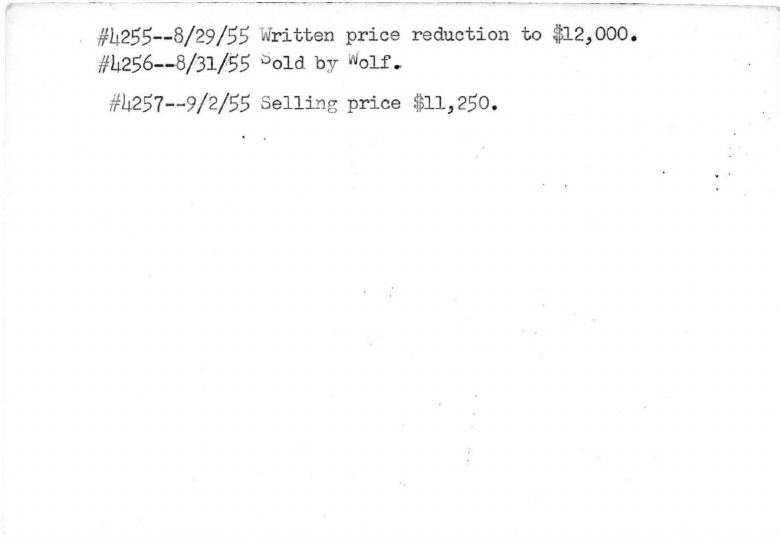 #4255--8/29/55 Written price reduction to $12,000.
#4256--8/31/55 Sold by Wolf.
#4257--9/2/55 Selling price $11,250.